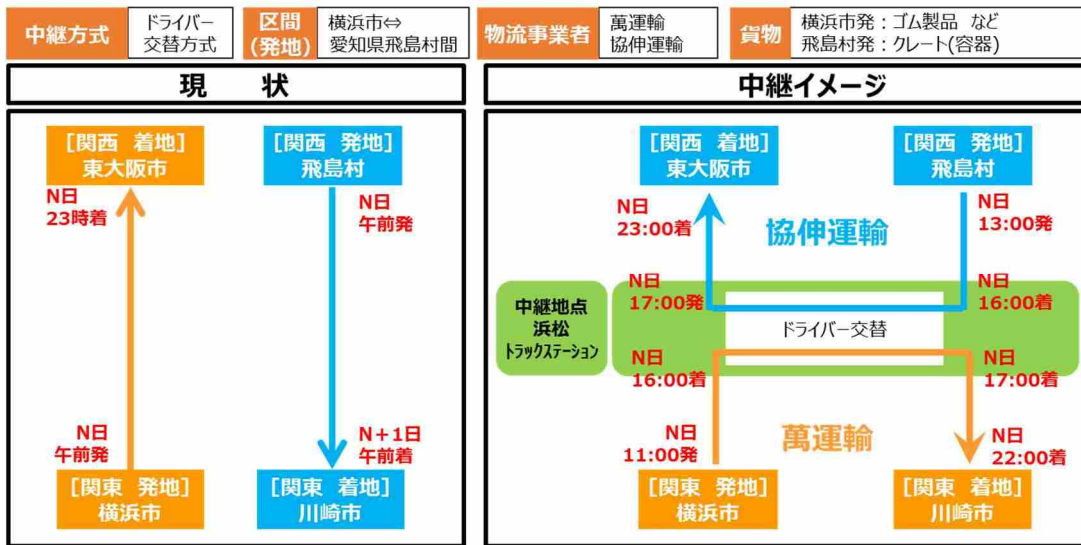 中継方式
ドライバー
交替方式
区間
(発地)
横浜市⇔
愛知県飛島村間
物流事業者
萬運輸
協伸運輸
貨物
横浜市発：ゴム製品 など
飛島村発：クレート(容器)
現 状
[関西 着地]
東大阪市
[関西 発地]
飛島村
N日
23時着
N日
午前発
N日
午前発
N＋1日
午前着
[関東 発地]
横浜市
[関東 着地]
川崎市
中継イメージ
[関西 着地]
東大阪市
[関西 発地]
飛島村
N日
23:00着
協伸運輸
N日
13:00発
中継地点
浜松
トラックステーション
N日
17:00発
N日
16:00着
ドライバー交替
N日
16:00着
N日
17:00着
N日
11:00発
萬運輸
N日
22:00着
[関東 発地]
横浜市
[関東 着地]
川崎市